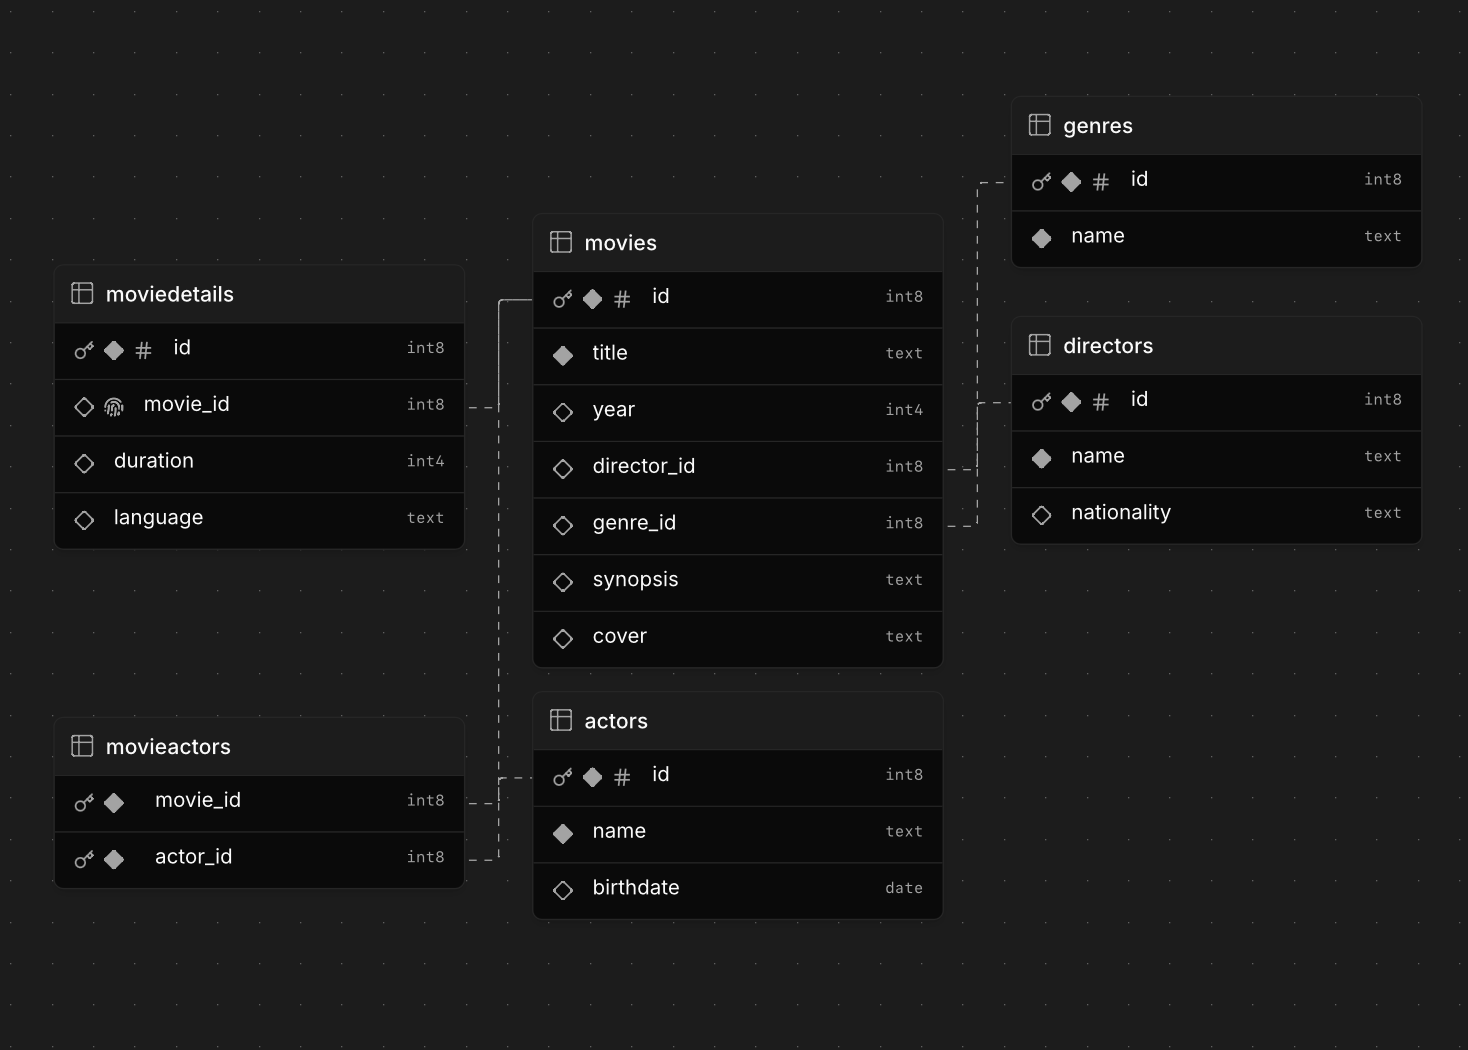 moviedetails
id int8
movie_id int8
duration int4
language text
movieactors
movie_id int8
actor_id int8
movies
id int8
title text
year int4
director_id int8
genre_id int8
synopsis text
cover text
actors
id int8
name text
birthdate date
genres
id int8
name text
directors
id int8
name text
nationality text